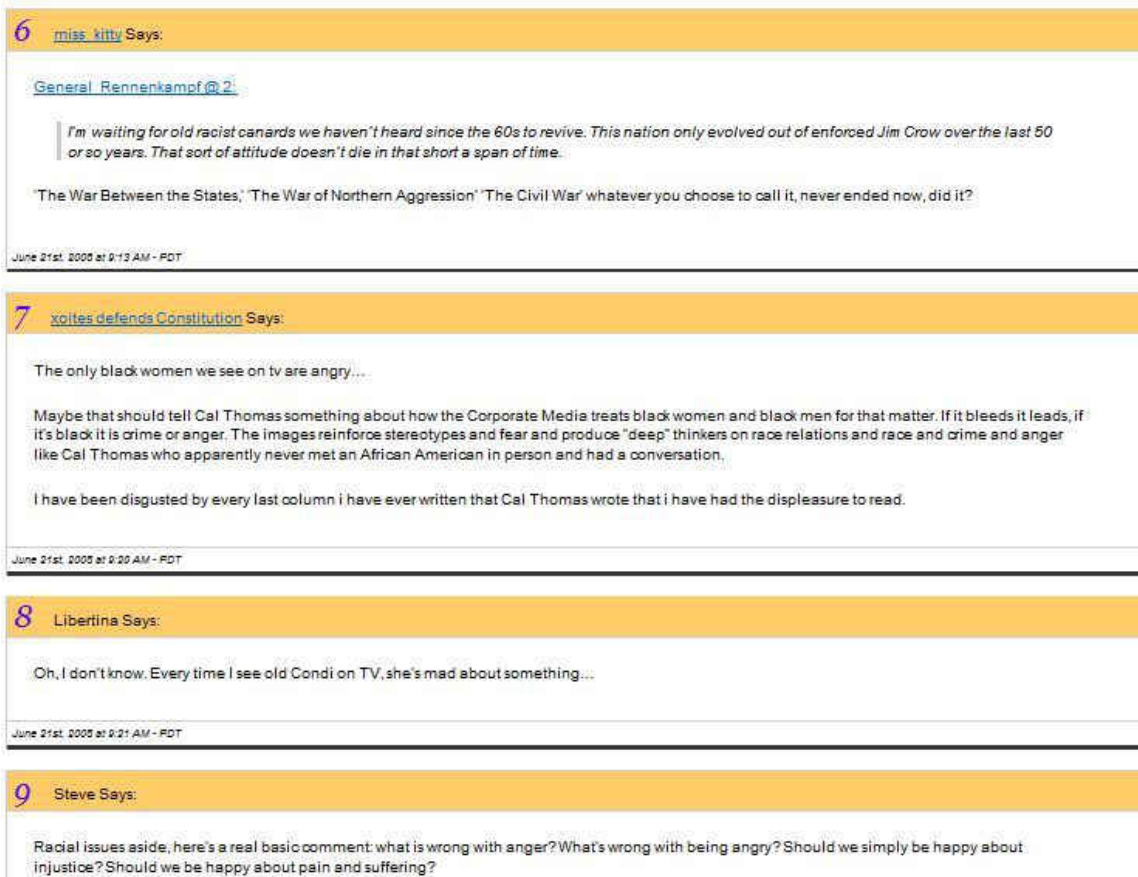 6 miss_kitty Says:
General_Rennenkampf @ 2:
I'm waiting for old racist canards we haven't heard since the 60s to revive. This nation only evolved out of enforced Jim Crow over the last 50
or so years. That sort of attitude doesn't die in that short a span of time.
'The War Between the States,' 'The War of Northern Aggression' 'The Civil War' whatever you choose to call it, never ended now, did it?
June 21st, 2008 at 9:13 AM - PDT
7 xoites defends Constitution Says:
The only black women we see on tv are angry…
Maybe that should tell Cal Thomas something about how the Corporate Media treats black women and black men for that matter. If it bleeds it leads, if
it's black it is crime or anger. The images reinforce stereotypes and fear and produce "deep" thinkers on race relations and race and crime and anger
like Cal Thomas who apparently never met an African American in person and had a conversation.
I have been disgusted by every last column i have ever written that Cal Thomas wrote that i have had the displeasure to read.
June 21st, 2008 at 9:20 AM - PDT
8 Libertina Says:
Oh, I don't know. Every time I see old Condi on TV, she's mad about something…
June 21st, 2008 at 9:21 AM - PDT
9 Steve Says:
Racial issues aside, here's a real basic comment: what is wrong with anger? What's wrong with being angry? Should we simply be happy about
injustice? Should we be happy about pain and suffering?